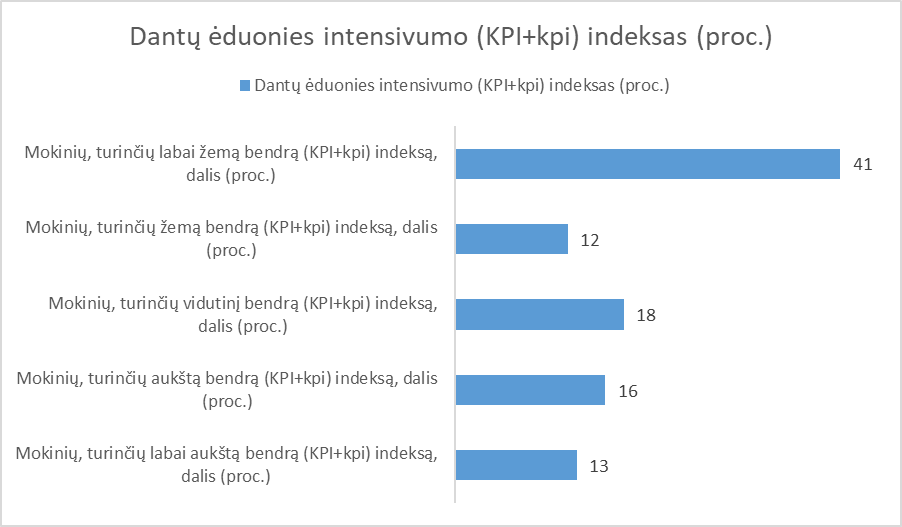 Dantų ėduonies intensivumo (KPI+kpi) indeksas (proc.)
Dantų ėduonies intensivumo (KPI+kpi) indeksas (proc.)
Mokinių, turinčių labai žemą bendrą (KPI+kpi) indeksą,
dalis (proc.)
41
Mokinių, turinčių žemą bendrą (KPI+kpi) indeksą, dalis
(proc.)
12
Mokinių, turinčių vidutinį bendrą (KPI+kpi) indeksą,
dalis (proc.)
18
Mokinių, turinčių aukštą bendrą (KPI+kpi) indeksą, dalis
(proc.)
16
Mokinių, turinčių labai aukštą bendrą (KPI+kpi) indeksą,
dalis (proc.)
13